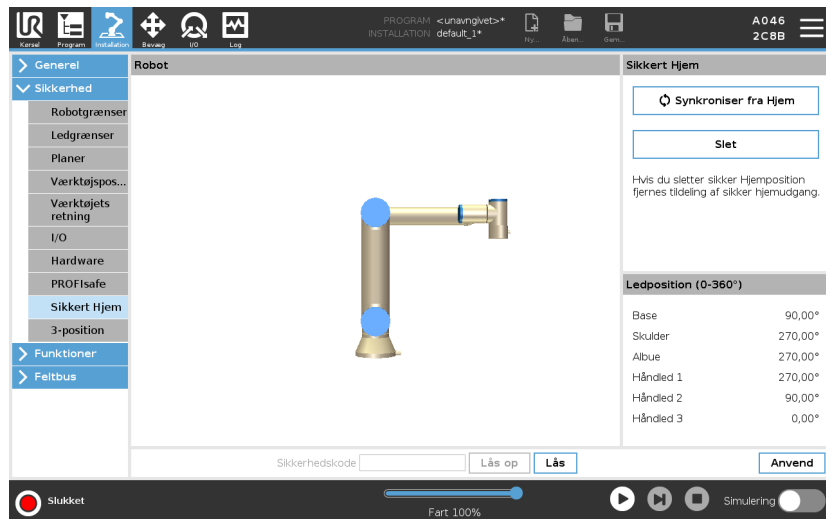 UR
Kørsel
Program
Installation
Bevæg
I/O
Log
PROGRAM <unavngivet>*
INSTALLATION default_1*
Ny...
Åben...
Gem...
A046
2C8B
Generel
Sikkerhed
Robotgrænser
Ledgrænser
Planer
Værktøjspos...
Værktøjets
retning
I/O
Hardware
PROFIsafe
Sikkert Hjem
3-position
Funktioner
Feltbus
Robot
Sikkert Hjem
Synkroniser fra Hjem
Slet
Hvis du sletter sikker Hjemposition
fjernes tildeling af sikker hjemudgang.
Ledposition (0-360°)
Base 90,00°
Skulder 270,00°
Albue 270,00°
Håndled 1 270,00°
Håndled 2 90,00°
Håndled 3 0,00°
Sikkerhedskode Lås op Lås
Anvend
Slukket
Fart 100%
Simulering